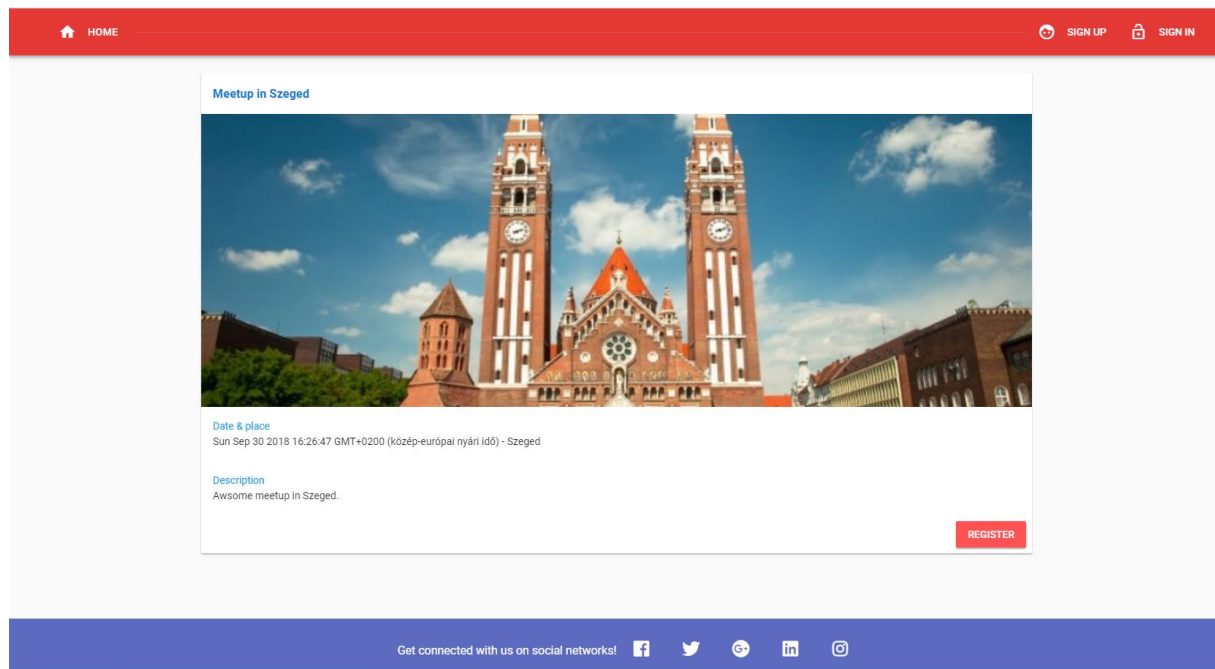 HOME
SIGN UP
SIGN IN
Meetup in Szeged
Date & place
Sun Sep 30 2018 16:26:47 GMT+0200 (közép-európai nyári idő) - Szeged
Description
Awsome meetup in Szeged.
REGISTER
Get connected with us on social networks!